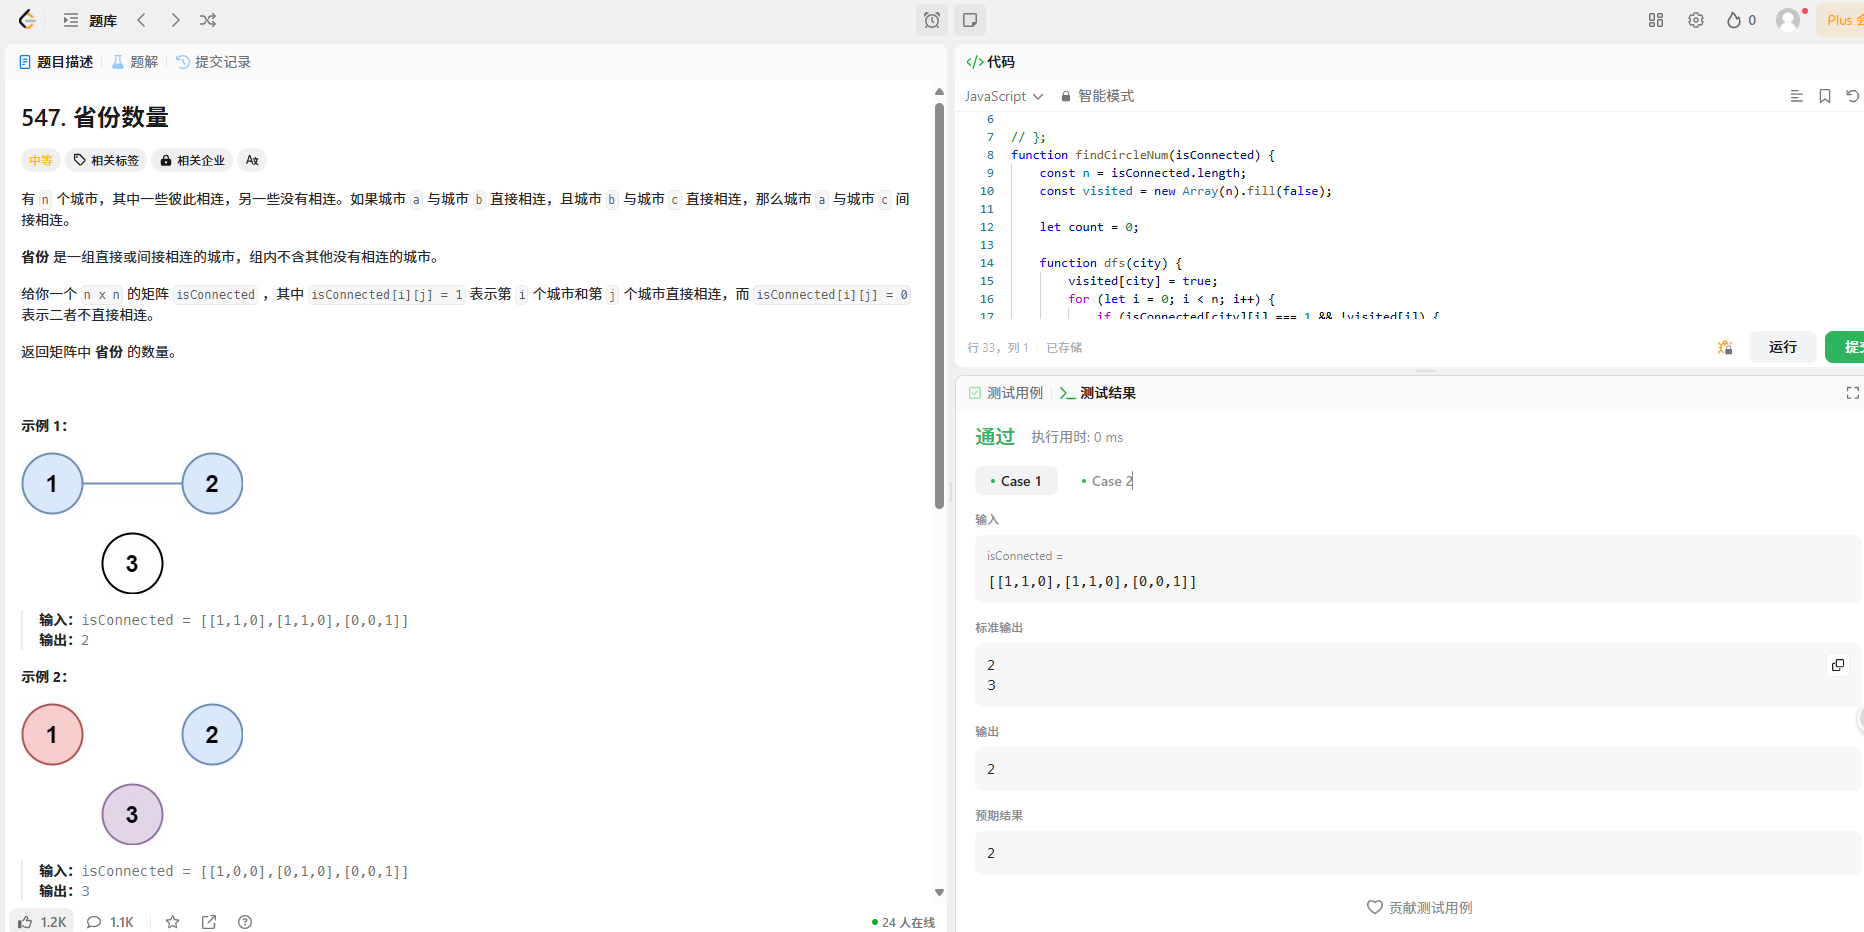 题库
0
Plus
题目描述
题解
提交记录
547. 省份数量
中等
相关标签
相关企业
有 n 个城市，其中一些彼此相连，另一些没有相连。如果城市 a 与城市 b 直接相连，且城市 b 与城市 c 直接相连，那么城市 a 与城市 c 间
接相连。
省份 是一组直接或间接相连的城市，组内不含其他没有相连的城市。
给你一个 n x n 的矩阵 isConnected ，其中 isConnected[i][j] = 1 表示第 i 个城市和第 j 个城市直接相连，而 isConnected[i][j] = 0
表示二者不直接相连。
返回矩阵中 省份 的数量。
示例 1：
1
2
3
输入：isConnected = [[1,1,0],[1,1,0],[0,0,1]]
输出：2
示例 2：
1
2
3
输入：isConnected = [[1,0,0],[0,1,0],[0,0,1]]
输出：3
1.2K
1.1K
24 人在线
</>代码
JavaScript
智能模式
6
7 // };
8 function findCircleNum(isConnected) {
9 const n = isConnected.length;
10 const visited = new Array(n).fill(false);
11
12 let count = 0;
13
14 function dfs(city) {
15 visited[city] = true;
16 for (let i = 0; i < n; i++) {
17 if (isConnected[city][i] === 1 && !visited[i]) {
行 33，列 1
已存储
运行
提
测试用例
测试结果
通过
执行用时: 0 ms
Case 1
Case 2
输入
isConnected =
[[1,1,0],[1,1,0],[0,0,1]]
标准输出
2
3
输出
2
预期结果
2
贡献测试用例